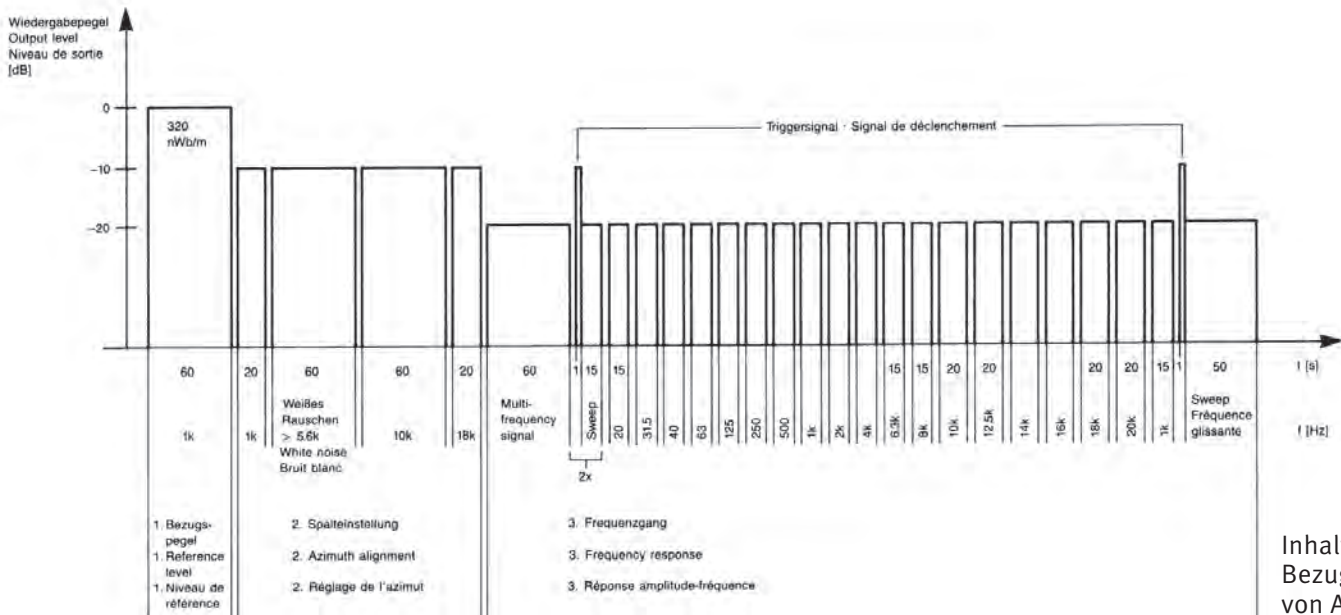 Wiedergabepegel
Output level
Niveau de sortie
[dB]
0
-10
-20
320
nWb/m
Triggersignal · Signal de déclenchement
60 20 60 60 20 60 1 15 15 15 15 20 20 20 20 15 1 50 t [s]
1k 1k
Weißes
Rauschen
> 5.6k
White noise
Bruit blanc
10k 18k
Multi-
frequency
signal
Sweep 20 31.5 40 63 125 250 500 1k 2k 4k 6.3k 8k 10k 12.5k 14k 16k 18k 20k 1k
Sweep
Fréquence
glissante
f [Hz]
2x
1. Bezugs-
pegel
1. Reference
level
1. Niveau de
référence
2. Spalteinstellung
2. Azimuth alignment
2. Réglage de l'azimut
3. Frequenzgang
3. Frequency response
3. Réponse amplitude-fréquence
Inhal
Bezug
von A